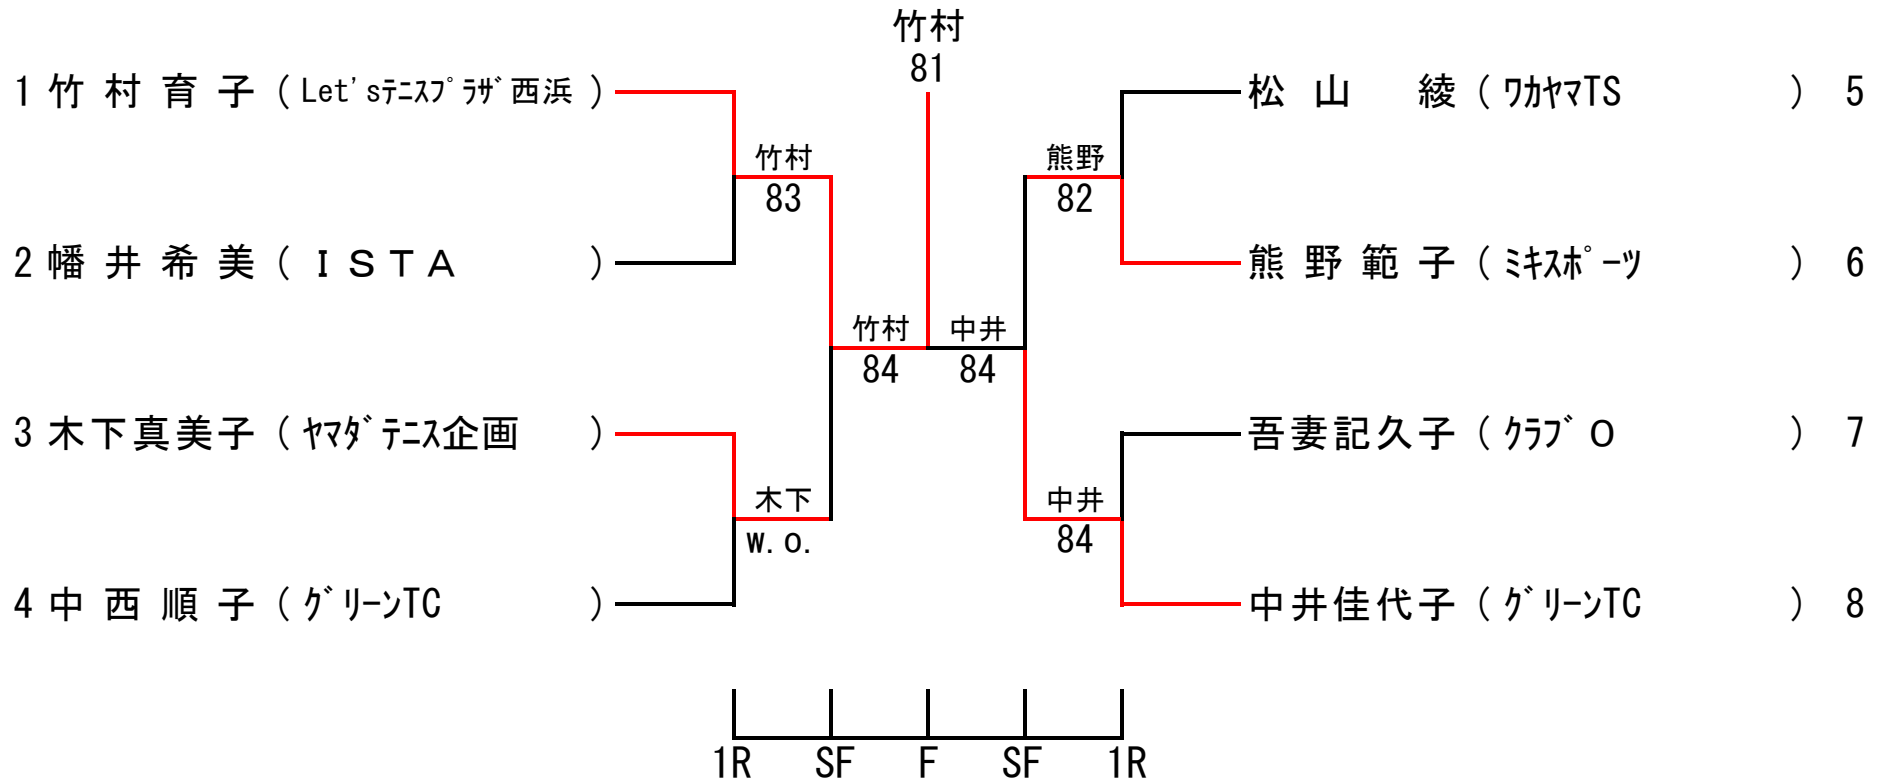 竹村
81
1 竹村育子 (Let'sﾃﾆｽﾌﾟﾗｻﾞ西浜)
松山 綾 (ﾜｶﾔﾏTS) 5
竹村
83
熊野
82
2 幡井希美 (ＩＳＴＡ)
熊野範子 (ﾐｷｽﾎﾟｰﾂ) 6
竹村
84
中井
84
3 木下真美子 (ﾔﾏﾀﾞﾃﾆｽ企画)
吾妻記久子 (ｸﾗﾌﾞＯ) 7
木下
w.o.
中井
84
4 中西順子 (ｸﾞﾘｰﾝTC)
中井佳代子 (ｸﾞﾘｰﾝTC) 8
1R SF F SF 1R